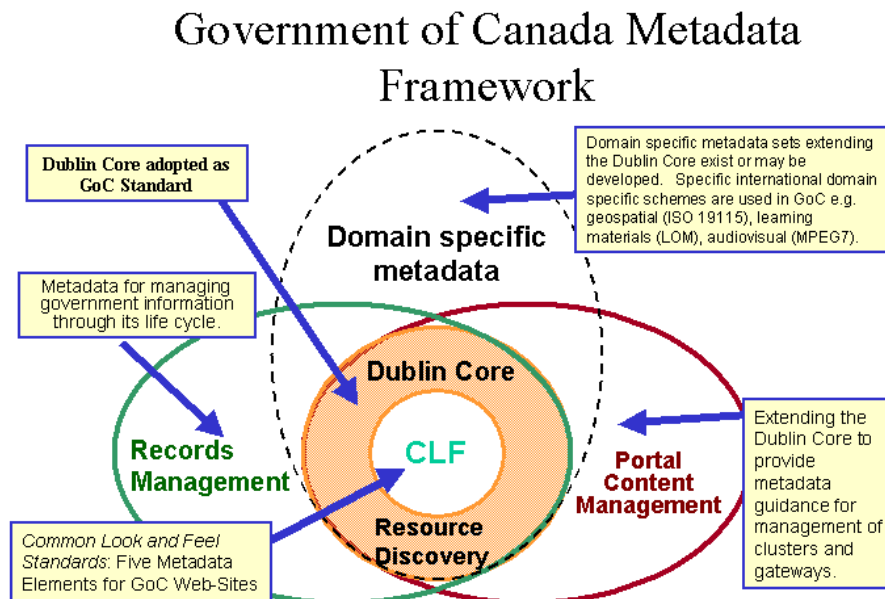 Government of Canada Metadata
Framework
Dublin Core adopted as
GoC Standard
Domain specific metadata sets extending
the Dublin Core exist or may be
developed. Specific international domain
specific schemes are used in GoC e.g.
geospatial (ISO 19115), learning
materials (LOM), audiovisual (MPEG7).
Domain specific
metadata
Metadata for managing
government information
through its life cycle.
Dublin Core
CLF
Records
Management
Portal
Content
Management
Extending the
Dublin Core to
provide
metadata
guidance for
management of
clusters and
gateways.
Resource
Discovery
Common Look and Feel
Standards: Five Metadata
Elements for GoC Web-Sites